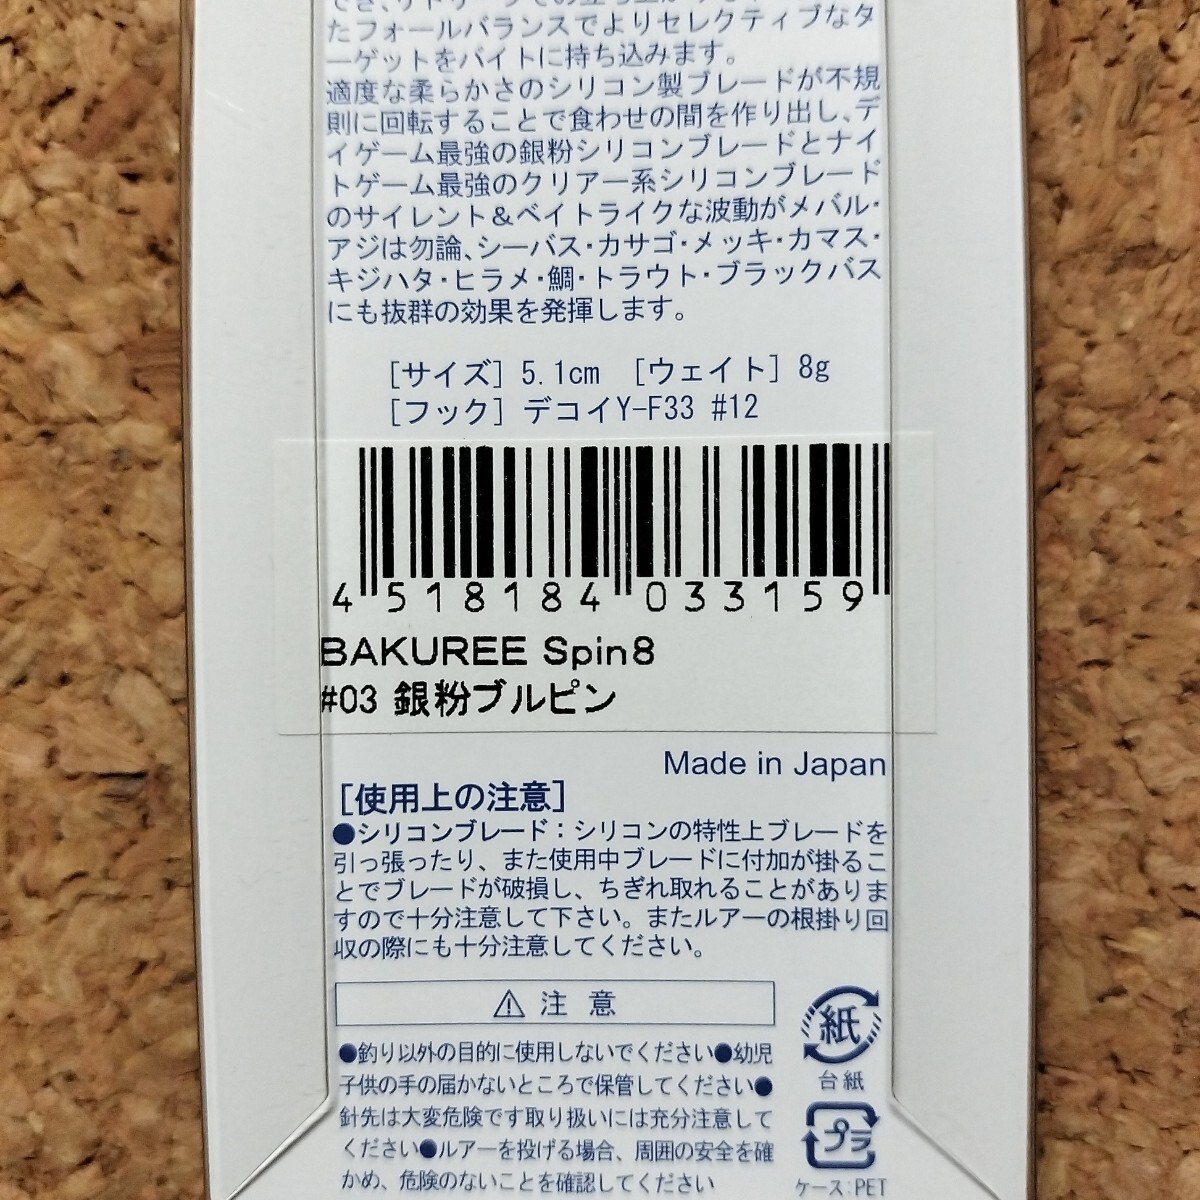 たフォールバランスでよりセレクティブなタ
ーゲットをバイトに持ち込みます。
適度な柔らかさのシリコン製ブレードが不規
則に回転することで食わせの間を作り出し、デ
イゲーム最強の銀粉シリコンブレードとナイ
トゲーム最強のクリアー系シリコンブレード
のサイレント&ベイトライクな波動がメバル・
アジは勿論、シーバス・カサゴ・メッキ・カマス・
キジハタ・ヒラメ・鯛・トラウト・ブラックバス
にも抜群の効果を発揮します。
[サイズ] 5.1cm [ウェイト] 8g
[フック] デコイY-F33 #12
4 518184 033159
BAKUREE Spin8
#03 銀粉ブルピン
Made in Japan
[使用上の注意]
●シリコンブレード：シリコンの特性上ブレードを
引っ張ったり、また使用中ブレードに付加が掛るこ
とでブレードが破損し、ちぎれ取れることがありま
すので十分注意して下さい。またルアーの根掛り回
収の際にも十分注意してください。
⚠ 注 意
●釣り以外の目的に使用しないでください●幼児
子供の手の届かないところで保管してください●
針先は大変危険です取り扱いには充分注意して
ください●ルアーを投げる場合、周囲の安全を確
かめ、危険のないことを確認してください
紙
台紙
プラ
ケース:PET